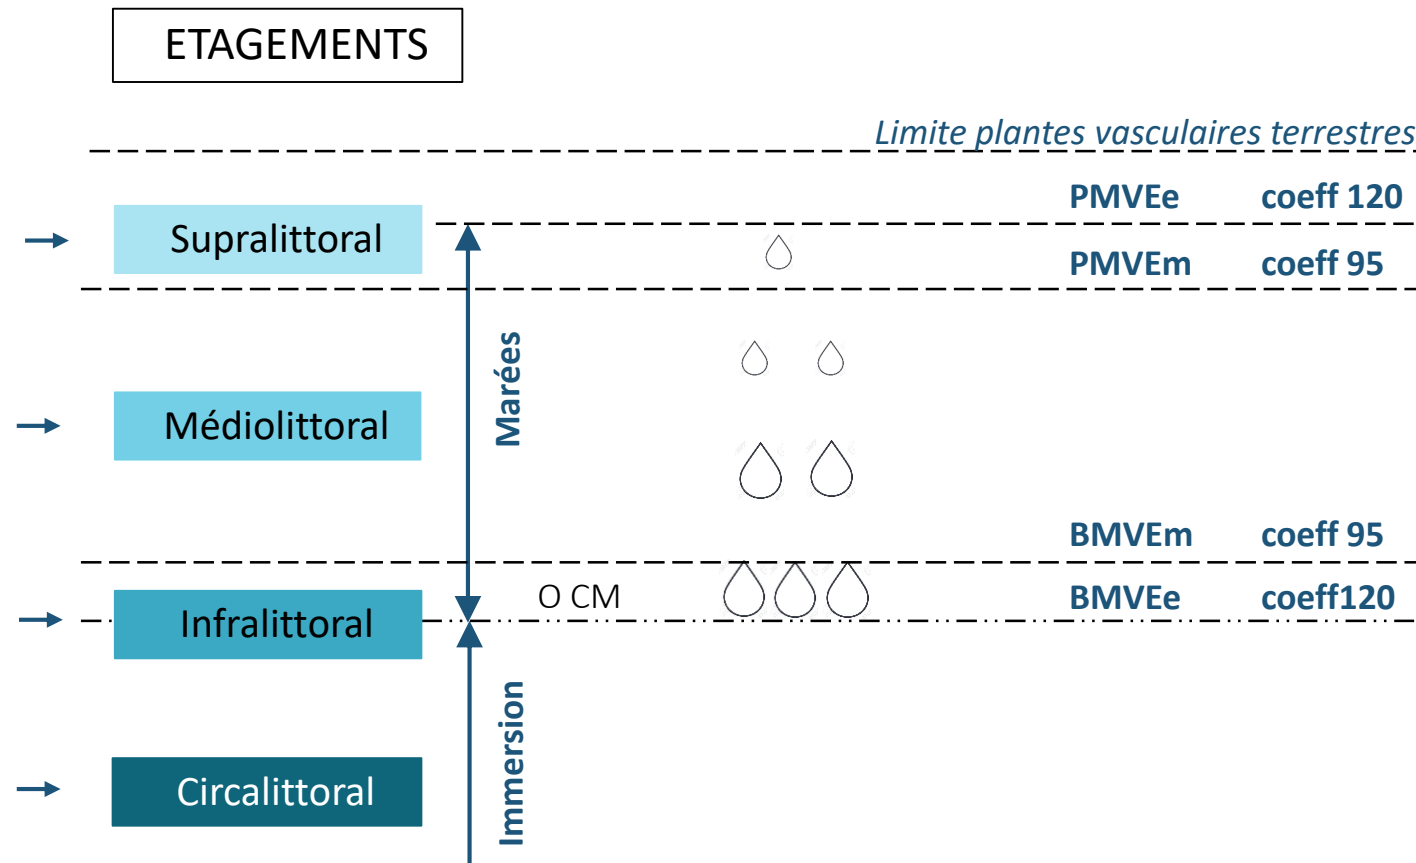 ETAGEMENTS
Limite plantes vasculaires terrestres
PMVEe coeff 120
Supralittoral
PMVEm coeff 95
Marées
Médiolittoral
BMVEm coeff 95
O CM
BMVEe coeff120
Infralittoral
Immersion
Circalittoral